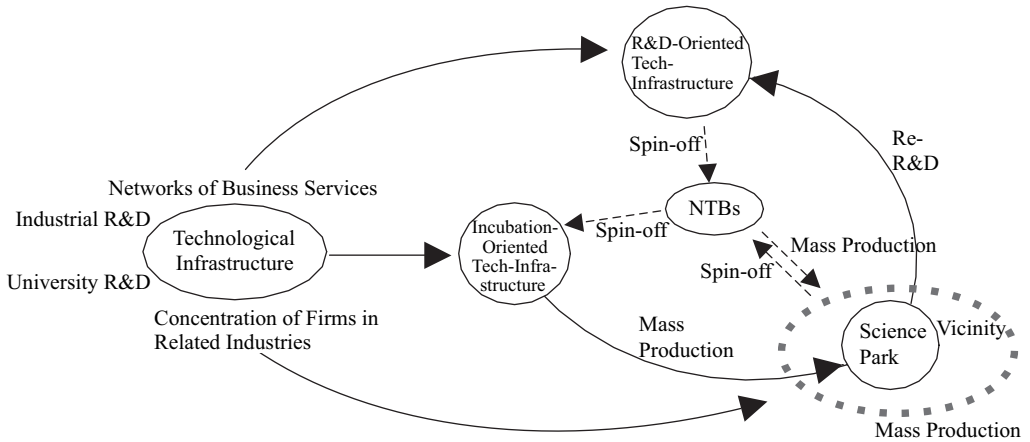 R&D-Oriented
Tech-
Infrastructure
Spin-off
Re-
R&D
Networks of Business Services
Industrial R&D
NTBs
Technological
Infrastructure
Incubation-
Oriented
Tech-Infra-
structure
Spin-off
Mass Production
Spin-off
University R&D
Concentration of Firms in
Related Industries
Mass
Production
Science
Park
Vicinity
Mass Production